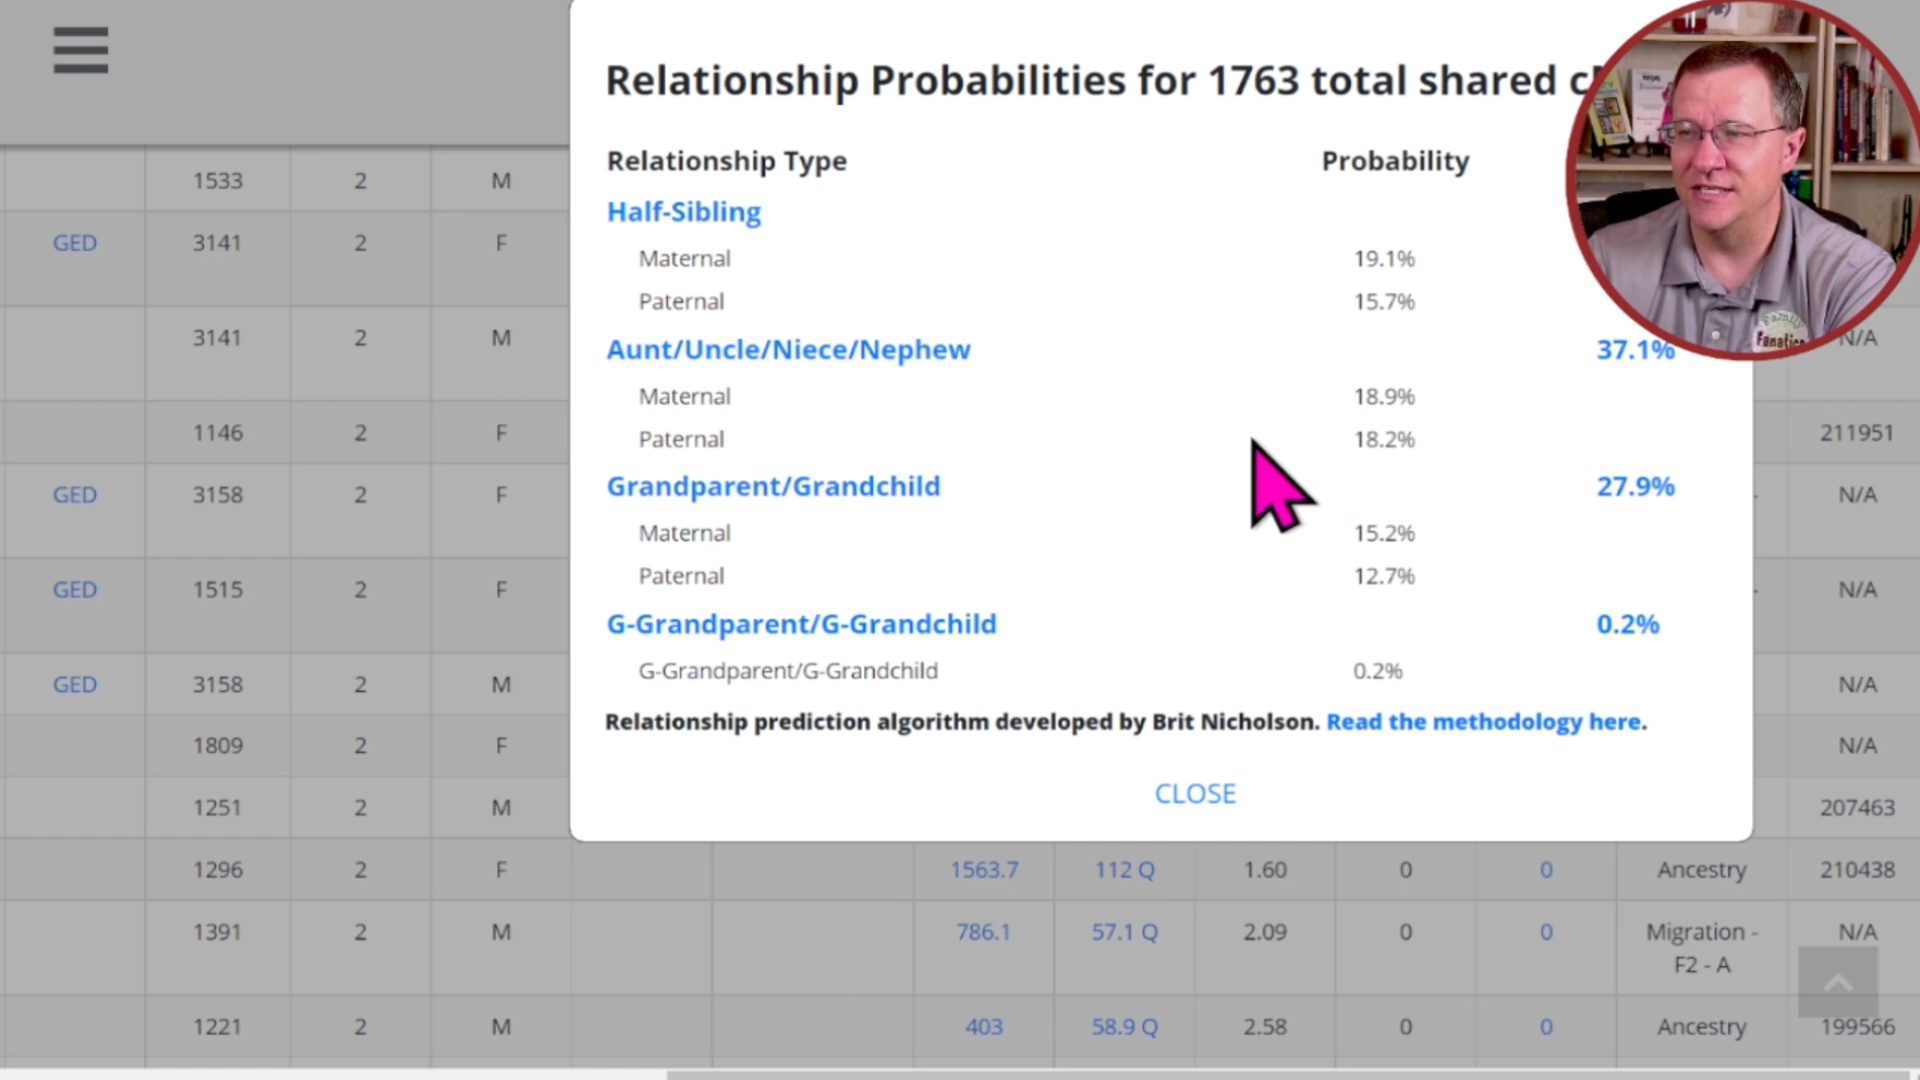 Relationship Probabilities for 1763 total shared
Relationship Type Probability
Half-Sibling
Maternal 19.1%
Paternal 15.7%
Aunt/Uncle/Niece/Nephew 37.1%
Maternal 18.9%
Paternal 18.2%
Grandparent/Grandchild 27.9%
Maternal 15.2%
Paternal 12.7%
G-Grandparent/G-Grandchild 0.2%
G-Grandparent/G-Grandchild 0.2%
Relationship prediction algorithm developed by Brit Nicholson. Read the methodology here.
CLOSE
1533 2 M
GED 3141 2 F
3141 2 M N/A
1146 2 F 211951
GED 3158 2 F - N/A
GED 1515 2 F - N/A
GED 3158 2 M N/A
1809 2 F N/A
1251 2 M 207463
1296 2 F 1563.7 112 Q 1.60 0 0 Ancestry 210438
1391 2 M 786.1 57.1 Q 2.09 0 0 Migration - N/A
F2 - A
1221 2 M 403 58.9 Q 2.58 0 0 Ancestry 199566
Family
Fanatics